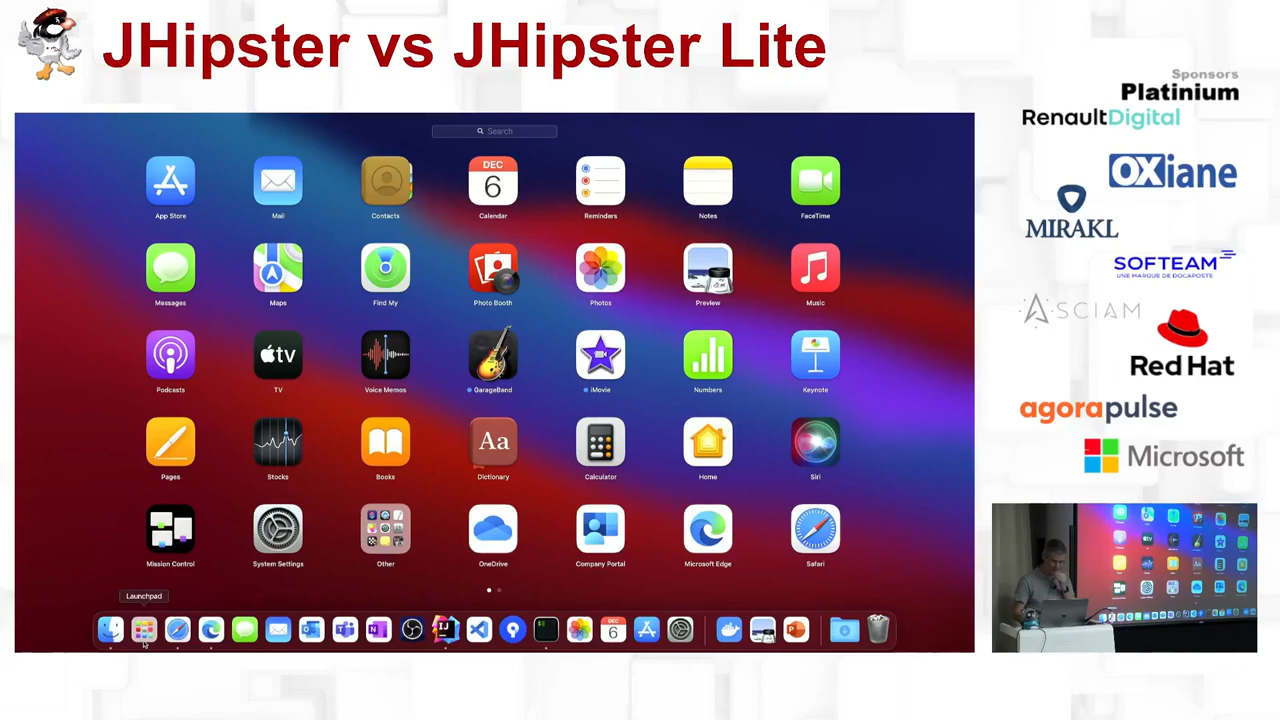 JHipster vs JHipster Lite
Sponsors
Platinium
RenaultDigital
OXiane
MIRAKL
SOFTEAM
UNE MARQUE DE DOCAPOSTE
ASCIAM
Red Hat
agorapulse
Microsoft
Search
DEC
6
App Store
Mail
Contacts
Calendar
Reminders
Notes
FaceTime
Messages
Maps
Find My
Photo Booth
Photos
Preview
Music
tv
Podcasts
TV
Voice Memos
GarageBand
iMovie
Numbers
Keynote
Aa
Pages
Stocks
Books
Dictionary
Calculator
Home
Siri
Mission Control
System Settings
Other
OneDrive
Company Portal
Microsoft Edge
Safari
Launchpad
DEC
6